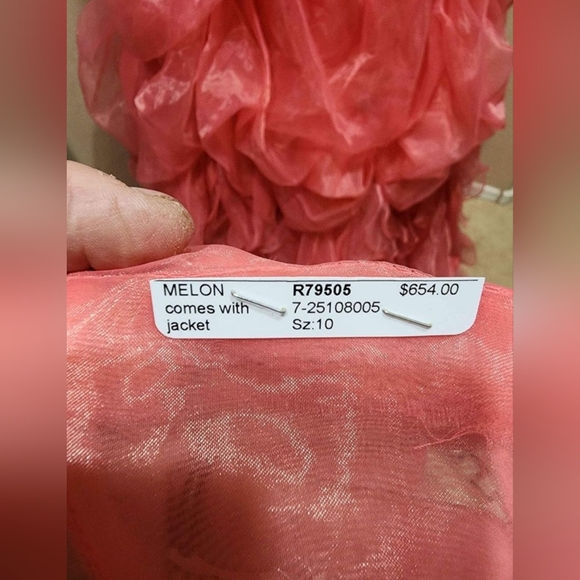 MELON R79505 $654.00
comes with 7-25108005
jacket Sz:10